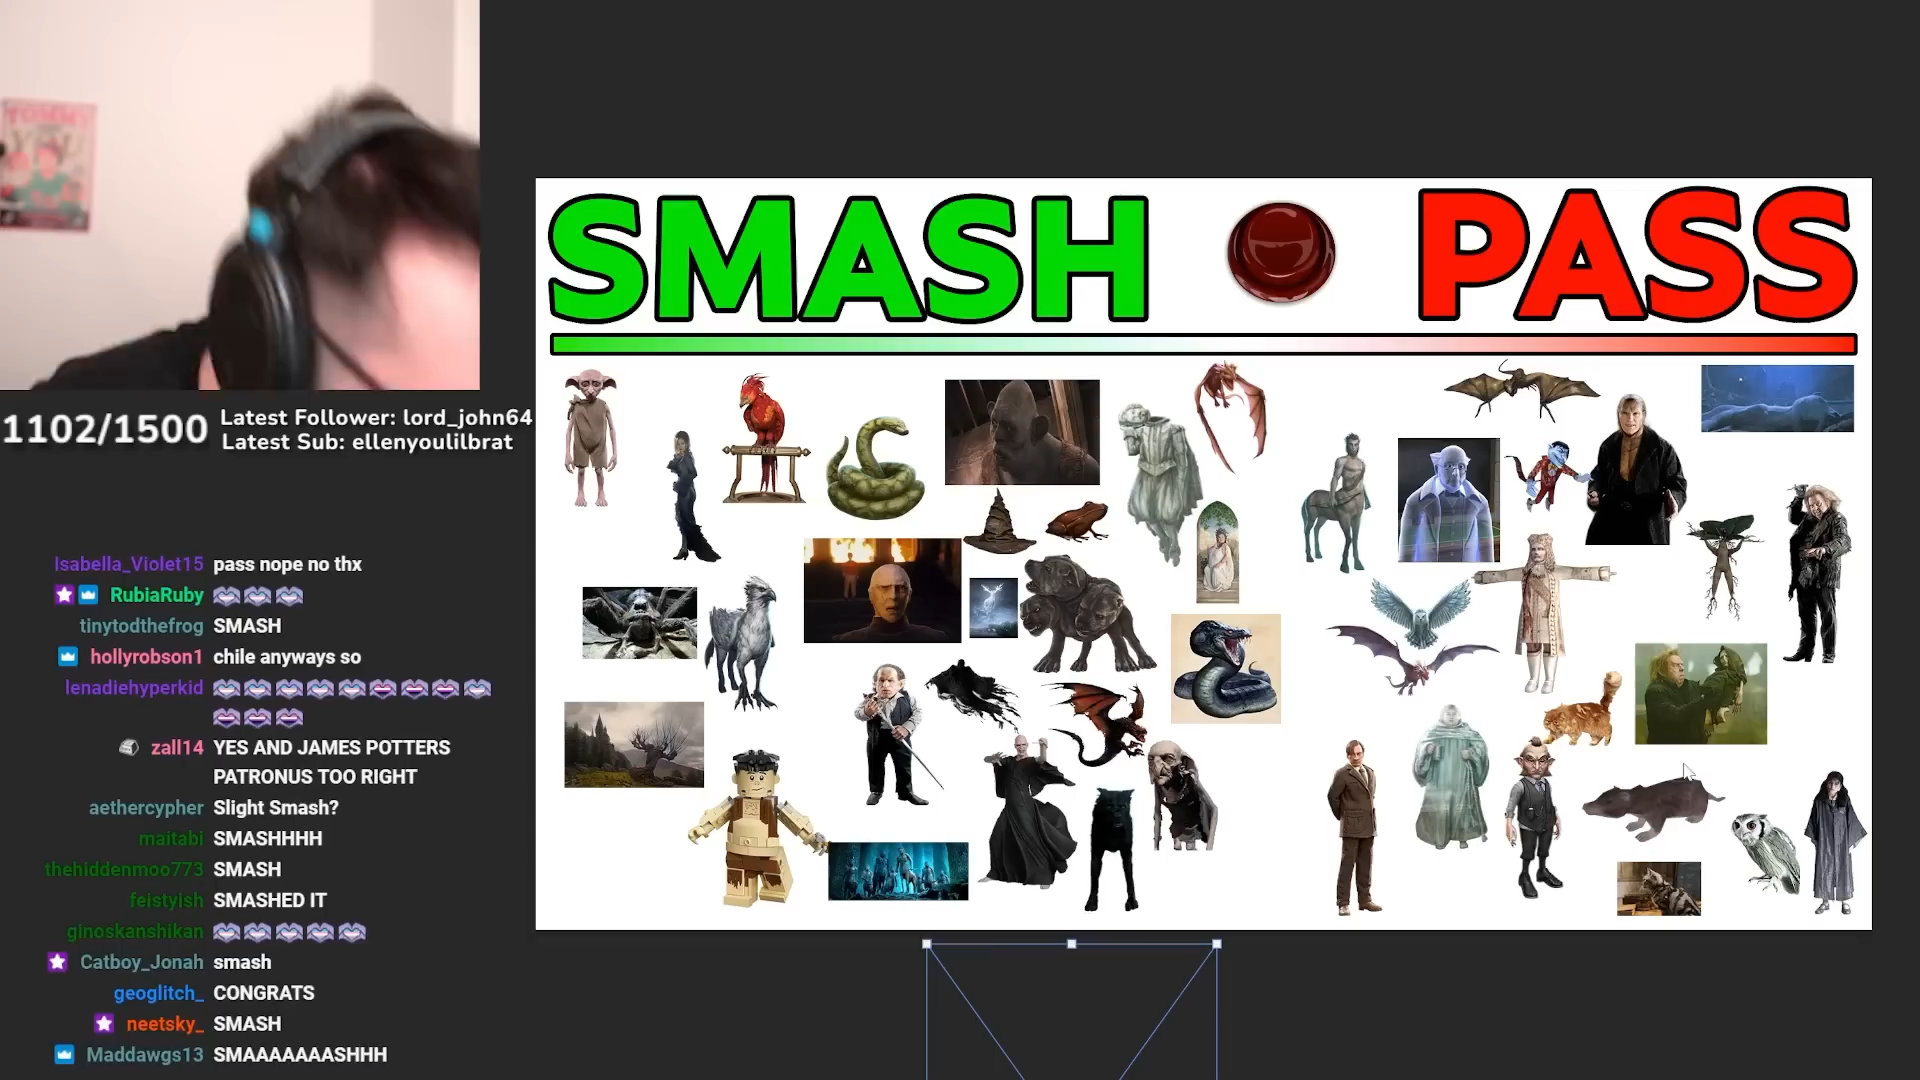 TOMMY
SMASH PASS
1102/1500
Latest Follower: lord_john64
Latest Sub: ellenyoulilbrat
Isabella_Violet15 pass nope no thx
RubiaRuby
tinytodthefrog SMASH
hollyrobson1 chile anyways so
lenadiehyperkid
zall14 YES AND JAMES POTTERS
PATRONUS TOO RIGHT
aethercypher Slight Smash?
maitabi SMASHHHH
thehiddenmoo773 SMASH
feistyish SMASHED IT
ginoskanshikan
Catboy_Jonah smash
geoglitch_ CONGRATS
neetsky_ SMASH
Maddawgs13 SMAAAAAAASHHH